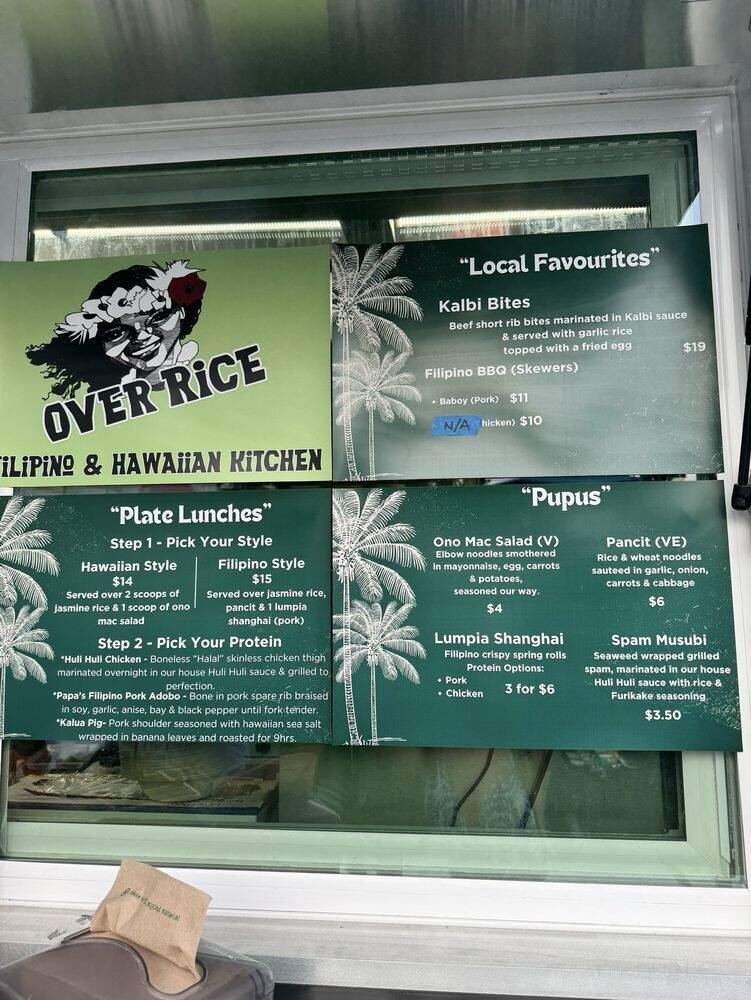 OVER RICE
FILIPINO & HAWAIIAN KITCHEN
"Local Favourites"
Kalbi Bites
Beef short rib bites marinated in Kalbi sauce
& served with garlic rice
topped with a fried egg
$19
Filipino BBQ (Skewers)
• Baboy (Pork) $11
N/A hicken) $10
"Plate Lunches"
Step 1 - Pick Your Style
Hawaiian Style
$14
Served over 2 scoops of
jasmine rice & 1 scoop of ono
mac salad
Filipino Style
$15
Served over jasmine rice,
pancit & 1 lumpia
shanghai (pork)
Step 2 - Pick Your Protein
*Huli Huli Chicken - Boneless "Halal" skinless chicken thigh
marinated overnight in our house Huli Huli sauce & grilled to
perfection.
*Papa's Filipino Pork Adobo - Bone in pork spare rib braised
in soy, garlic, anise, bay & black pepper until fork-tender.
*Kalua Pig- Pork shoulder seasoned with hawaiian sea salt
wrapped in banana leaves and roasted for 9hrs.
"Pupus"
Ono Mac Salad (V)
Elbow noodles smothered
in mayonnaise, egg, carrots
& potatoes,
seasoned our way.
$4
Pancit (VE)
Rice & wheat noodles
sauteed in garlic, onion,
carrots & cabbage
$6
Lumpia Shanghai
Filipino crispy spring rolls
Protein Options:
• Pork
• Chicken
3 for $6
Spam Musubi
Seaweed wrapped grilled
spam, marinated in our house
Huli Huli sauce with rice &
Furikake seasoning
$3.50